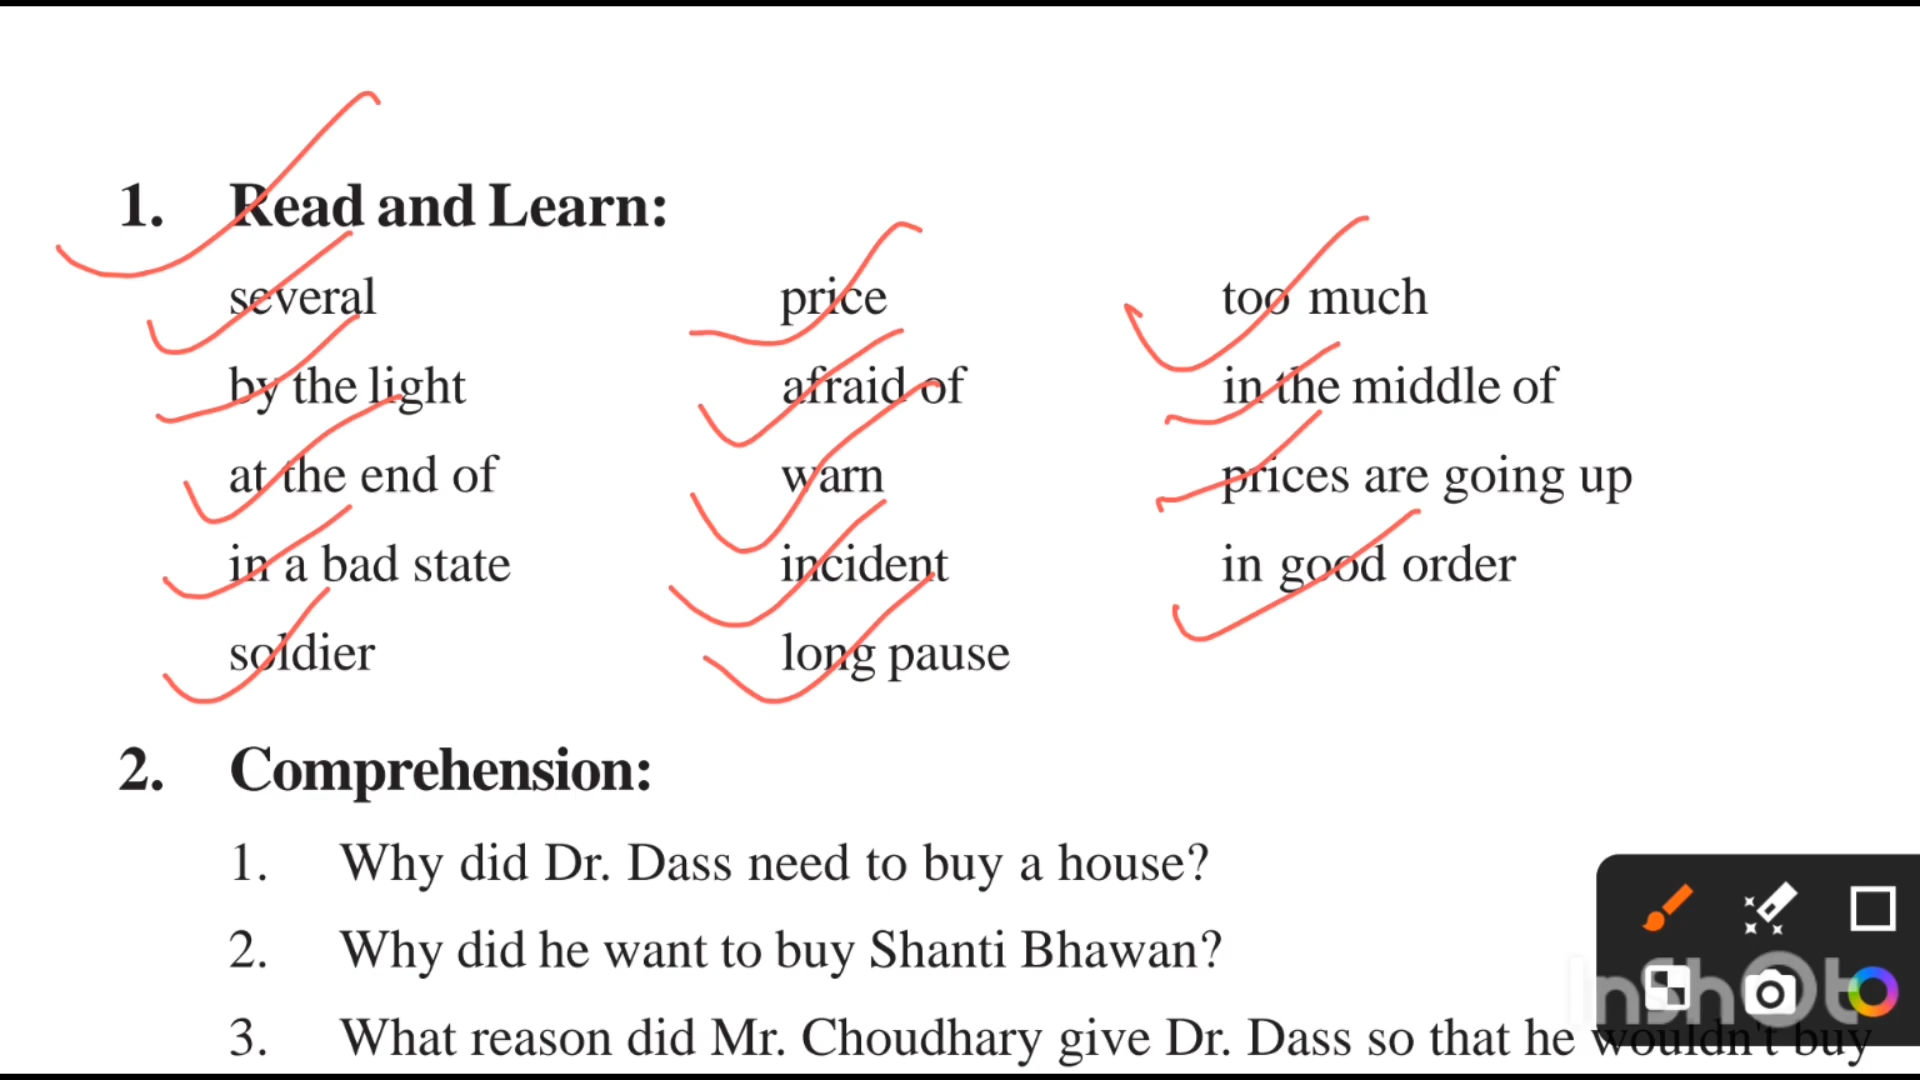 1. Read and Learn:
several price too much
by the light afraid of in the middle of
at the end of warn prices are going up
in a bad state incident in good order
soldier long pause
2. Comprehension:
1. Why did Dr. Dass need to buy a house?
2. Why did he want to buy Shanti Bhawan?
3. What reason did Mr. Choudhary give Dr. Dass so that he wouldn't buy
InShOt